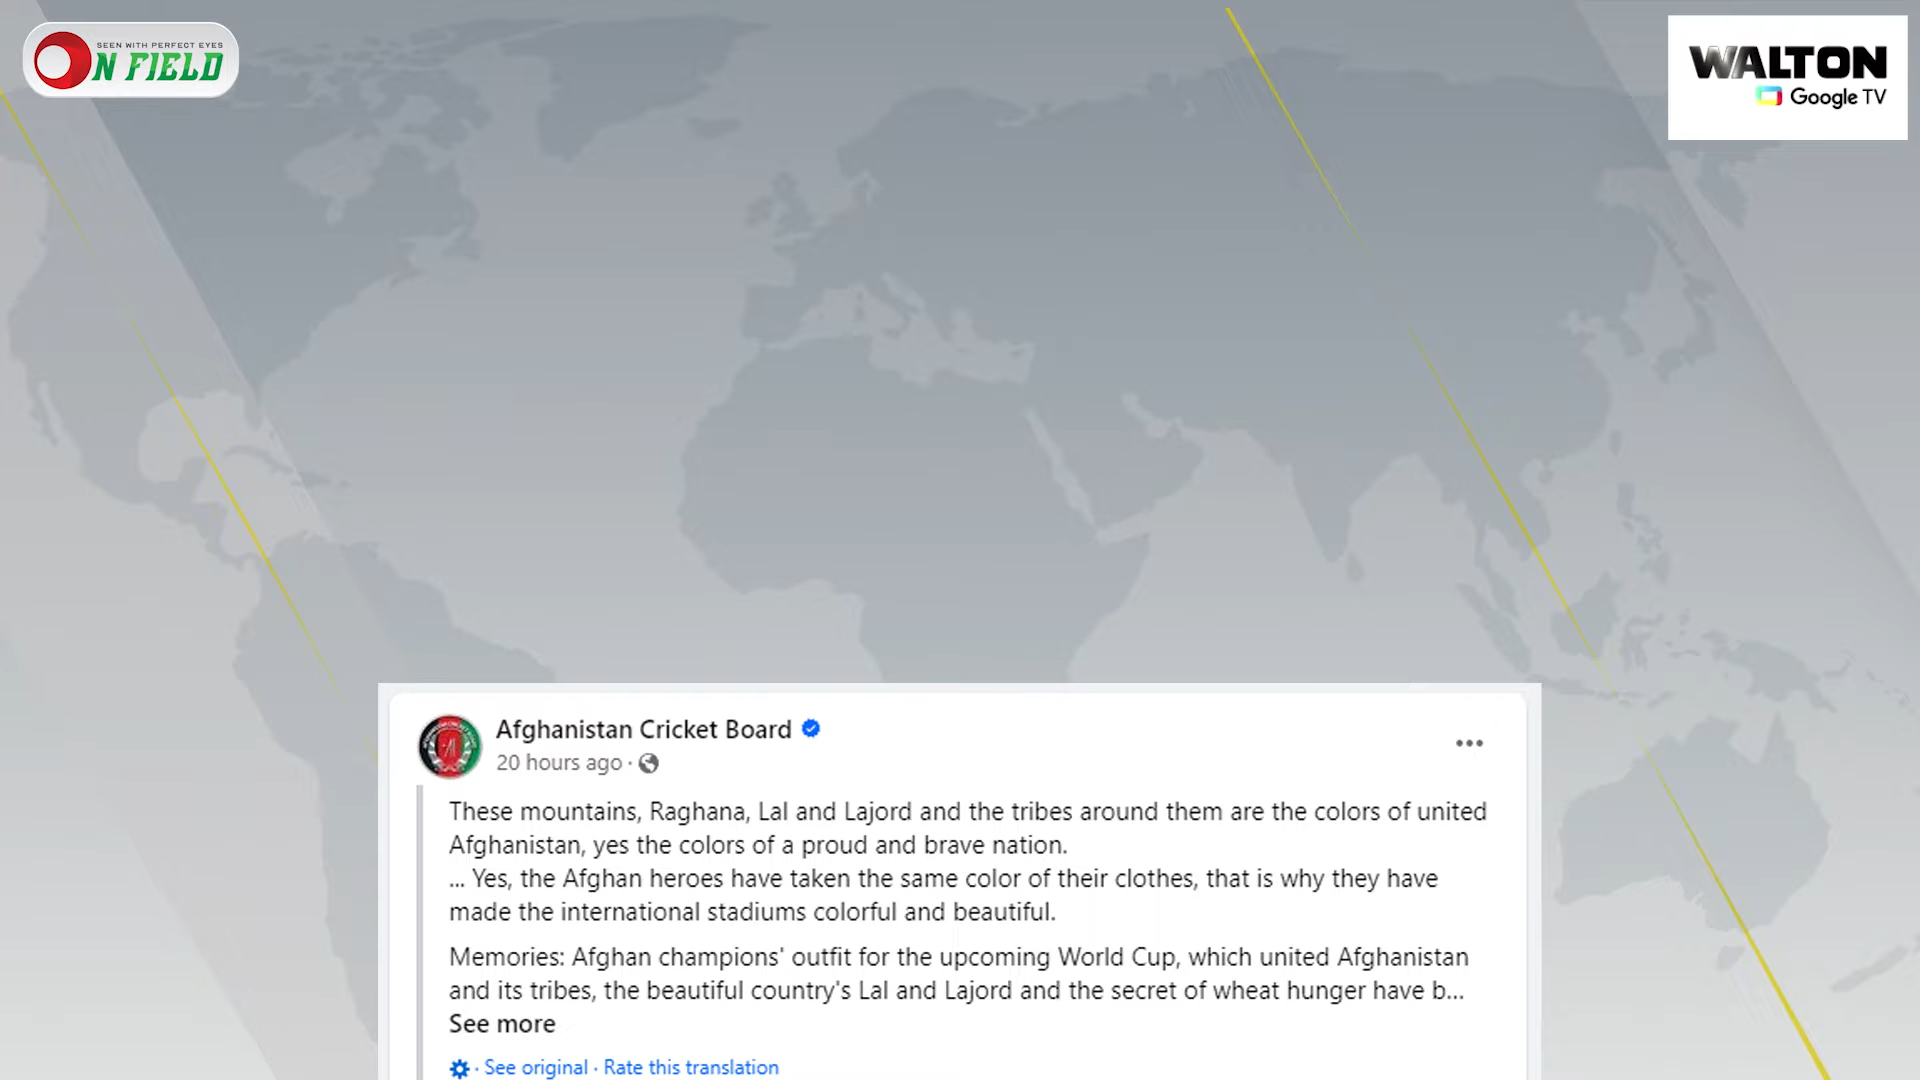 SEEN WITH PERFECT EYES
ON FIELD
WALTON
Google TV
Afghanistan Cricket Board
20 hours ago ·
These mountains, Raghana, Lal and Lajord and the tribes around them are the colors of united
Afghanistan, yes the colors of a proud and brave nation.
... Yes, the Afghan heroes have taken the same color of their clothes, that is why they have
made the international stadiums colorful and beautiful.
Memories: Afghan champions' outfit for the upcoming World Cup, which united Afghanistan
and its tribes, the beautiful country's Lal and Lajord and the secret of wheat hunger have b...
See more
· See original · Rate this translation